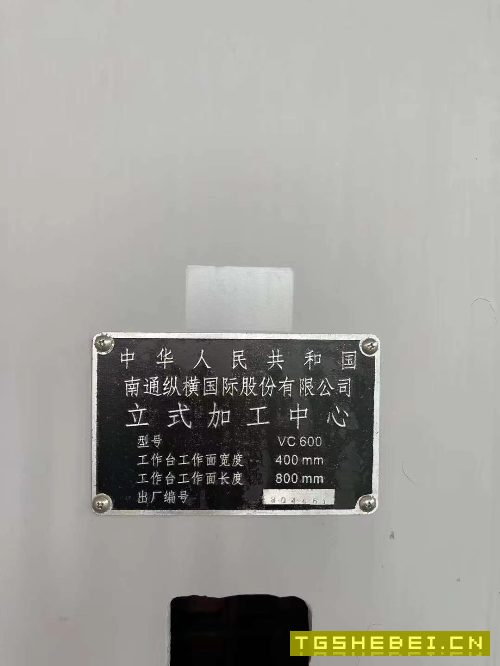 中华人民共和国
南通纵横国际股份有限公司
立式加工中心
型号 VC 600
工作台工作面宽度 400 mm
工作台工作面长度 800 mm
出厂编号
TGSHEBEI.CN